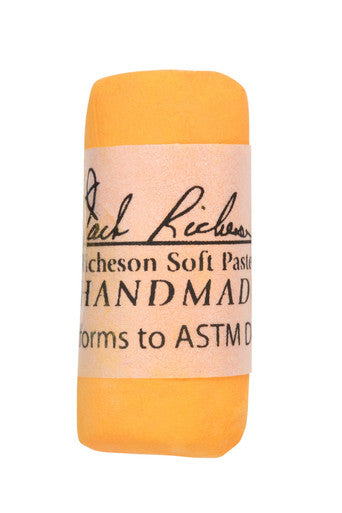 Jack Richeson
Richeson Soft Paste
HANDMAD
forms to ASTM D